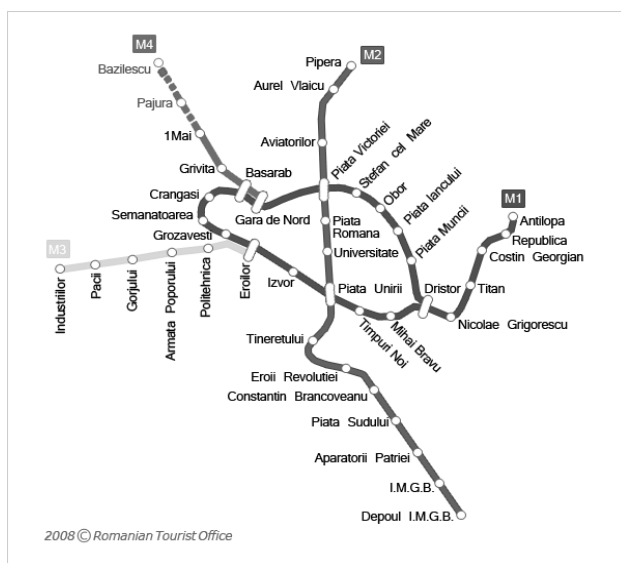 M4
Bazilescu
Pajura
1Mai
Grivita
Basarab
Gara de Nord
Pipera
M2
Aurel Vlaicu
Aviatorilor
Piata Victoriei
Stefan cel Mare
Obor
Piata Iancului
Piata Muncii
M1
Antilopa
Republica
Costin Georgian
Titan
Nicolae Grigorescu
Dristor
Crangasi
Semanatoarea
Grozavesti
M3
Industriilor
Pacii
Gorjului
Armata Poporului
Politehnica
Eroilor
Izvor
Piata
Romana
Universitate
Piata Unirii
Timpuri Noi
Mihai Bravu
Tineretului
Eroii Revolutiei
Constantin Brancoveanu
Piata Sudului
Aparatorii Patriei
I.M.G.B.
Depoul I.M.G.B.
2008 © Romanian Tourist Office